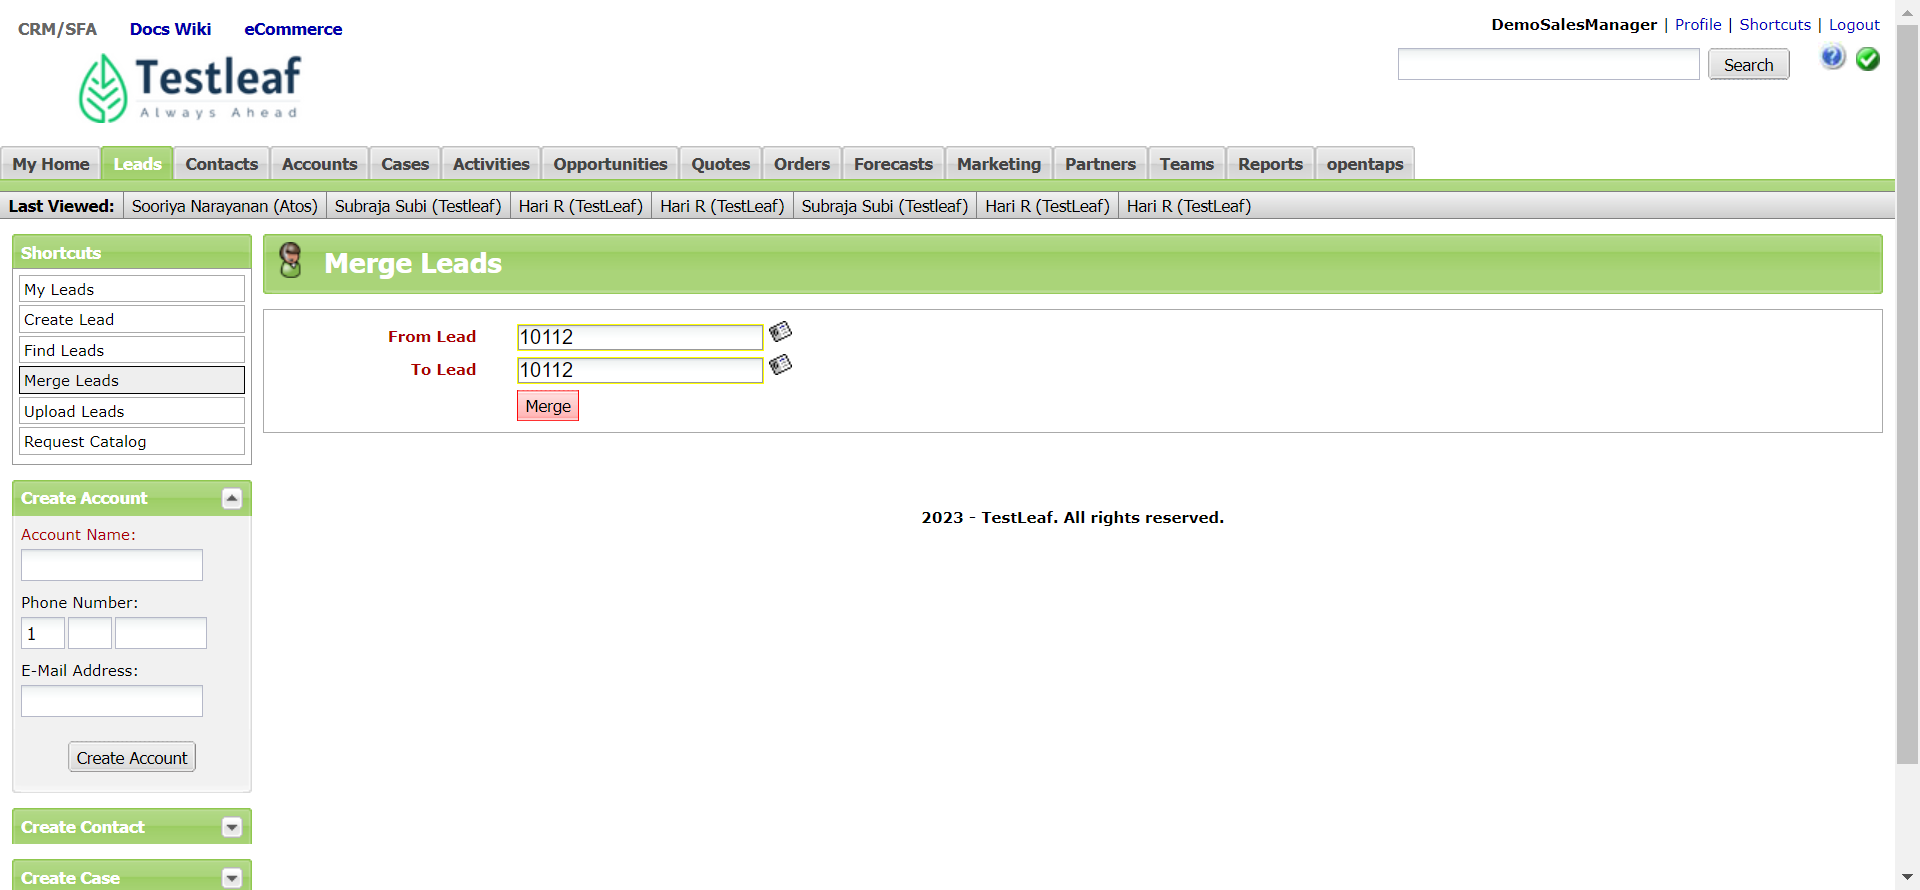 CRM/SFA Docs Wiki eCommerce
DemoSalesManager | Profile | Shortcuts | Logout
Testleaf
Always Ahead
Search
My Home Leads Contacts Accounts Cases Activities Opportunities Quotes Orders Forecasts Marketing Partners Teams Reports opentaps
Last Viewed: Sooriya Narayanan (Atos) Subraja Subi (Testleaf) Hari R (TestLeaf) Hari R (TestLeaf) Subraja Subi (Testleaf) Hari R (TestLeaf) Hari R (TestLeaf)
Shortcuts
My Leads
Create Lead
Find Leads
Merge Leads
Upload Leads
Request Catalog
Merge Leads
From Lead 10112
To Lead 10112
Merge
Create Account
Account Name:
Phone Number:
1
E-Mail Address:
Create Account
Create Contact
Create Case
2023 - TestLeaf. All rights reserved.